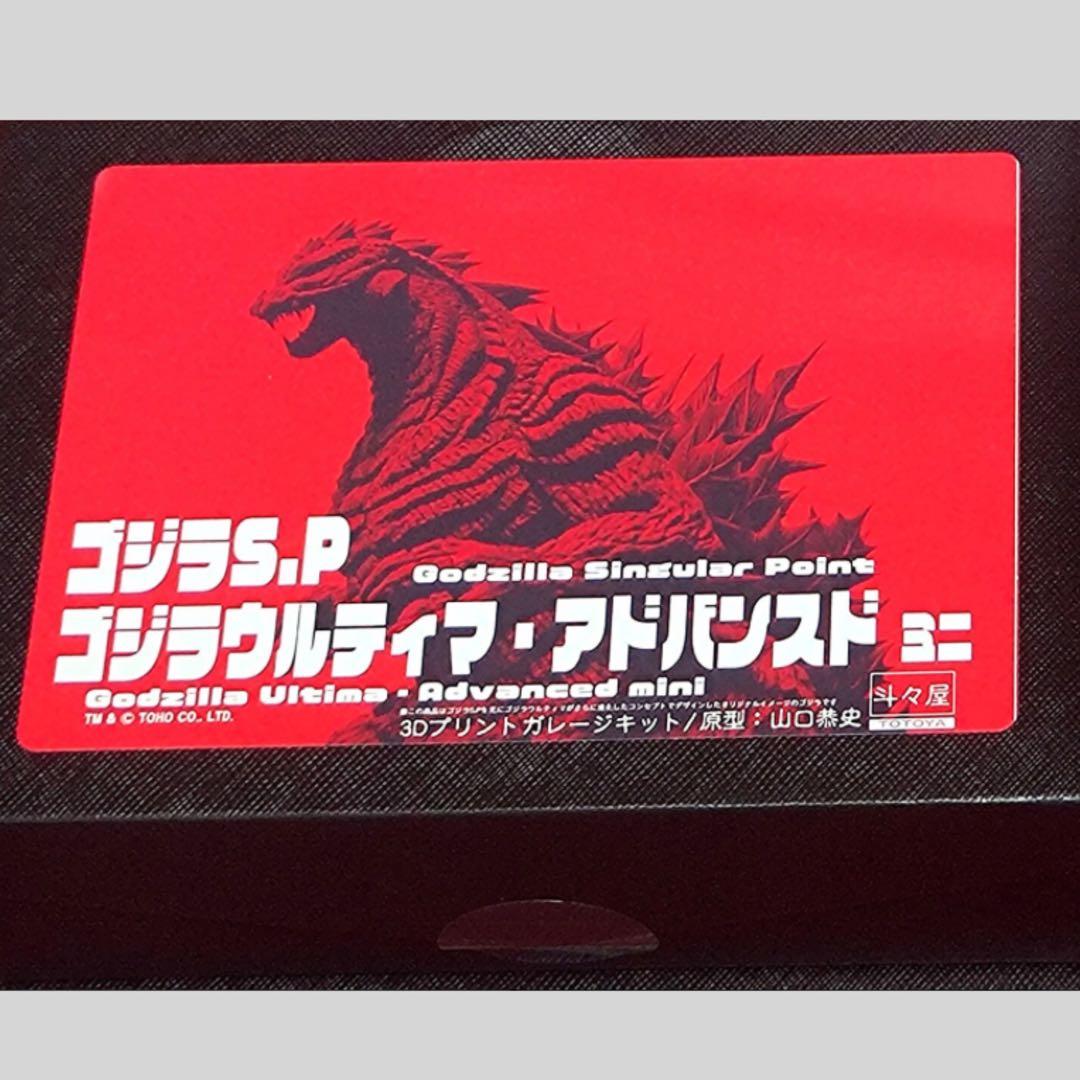 ゴジラS.P
Godzilla Singular Point
ゴジラウルティマ・アドバンスド ミニ
Godzilla Ultima・Advanced mini
TM & © TOHO CO., LTD.
3Dプリントガレージキット/原型：山口恭史
斗々屋
TOTOYA